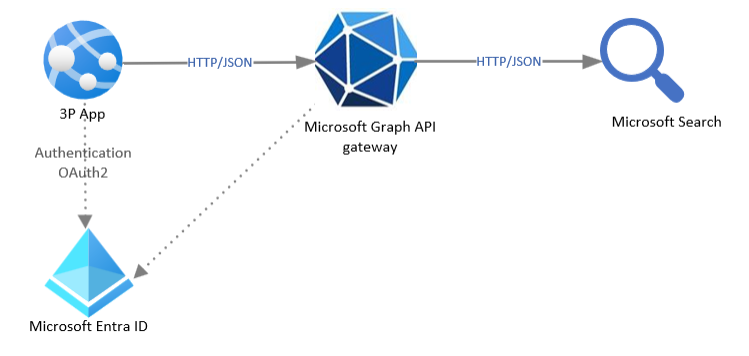 HTTP/JSON
HTTP/JSON
3P App
Microsoft Graph API
gateway
Microsoft Search
Authentication
OAuth2
Microsoft Entra ID